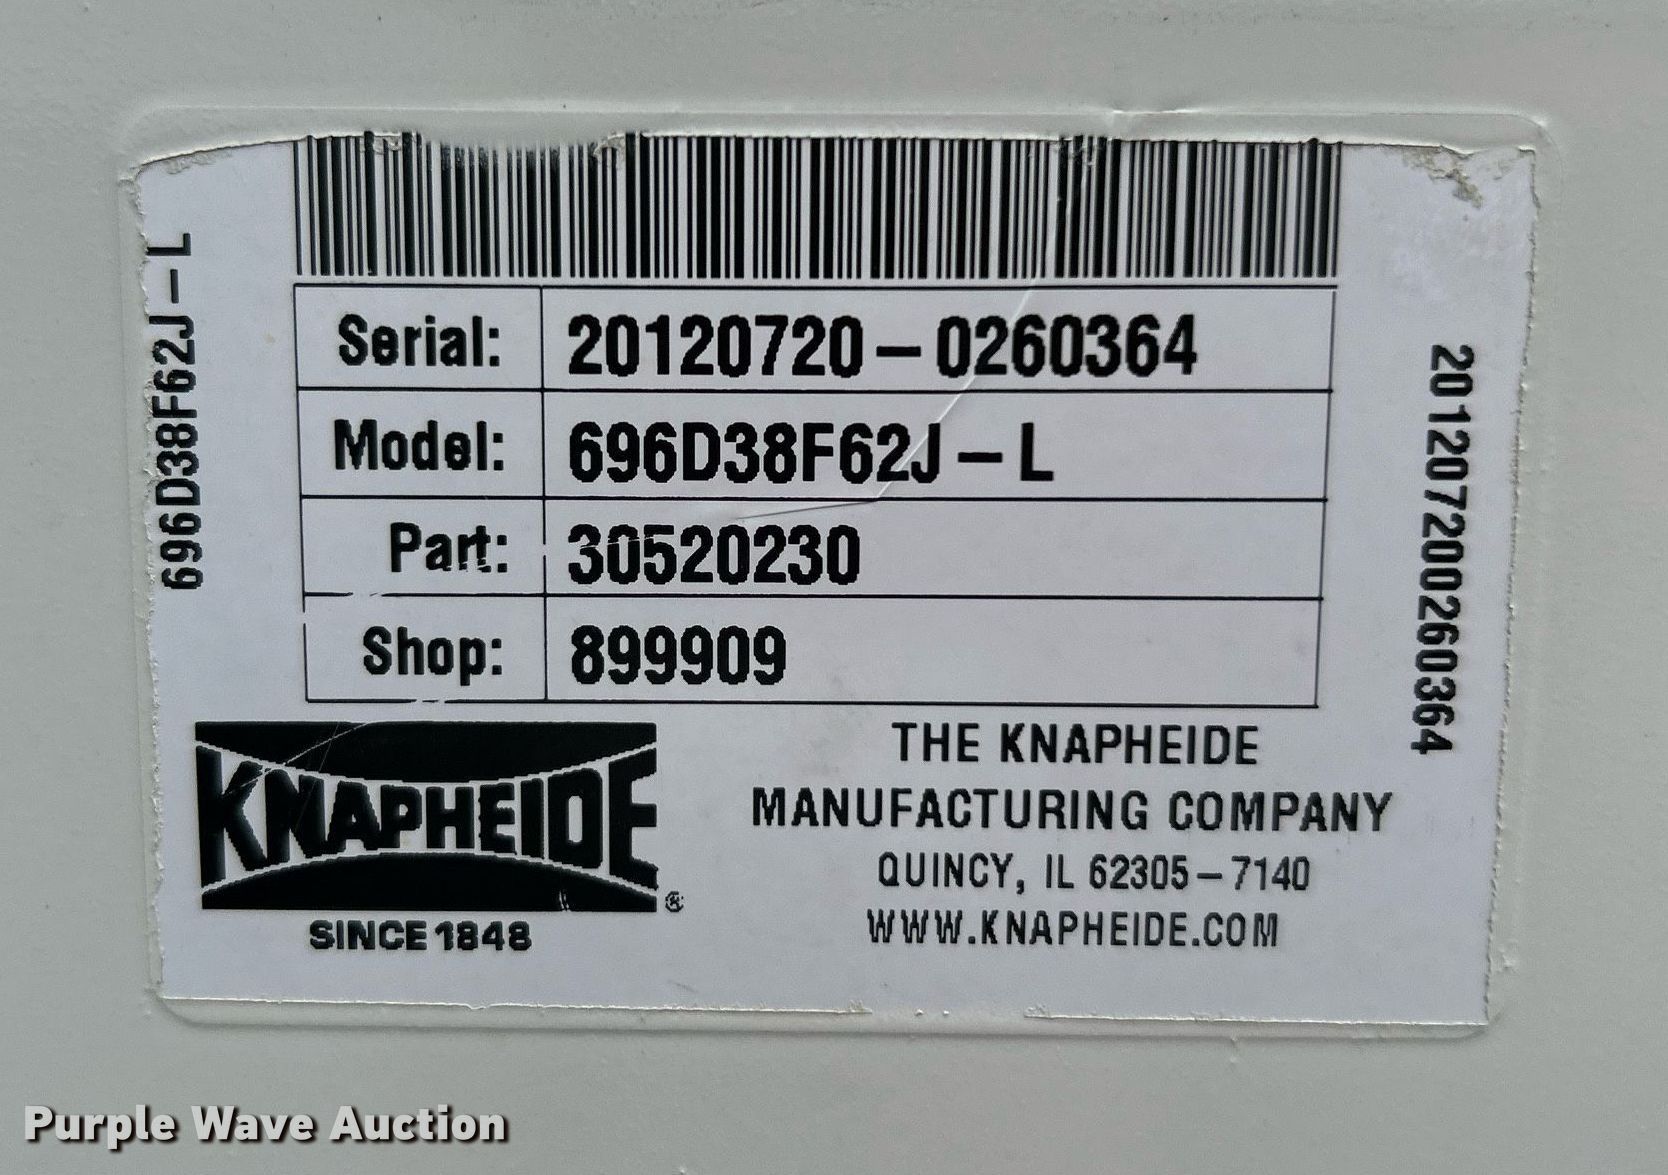 696D38F62J-L
Serial: 20120720-0260364
Model: 696D38F62J-L
Part: 30520230
Shop: 899909
201207200260364
KNAPHEIDE®
SINCE 1848
THE KNAPHEIDE
MANUFACTURING COMPANY
QUINCY, IL 62305-7140
WWW.KNAPHEIDE.COM
Purple Wave Auction